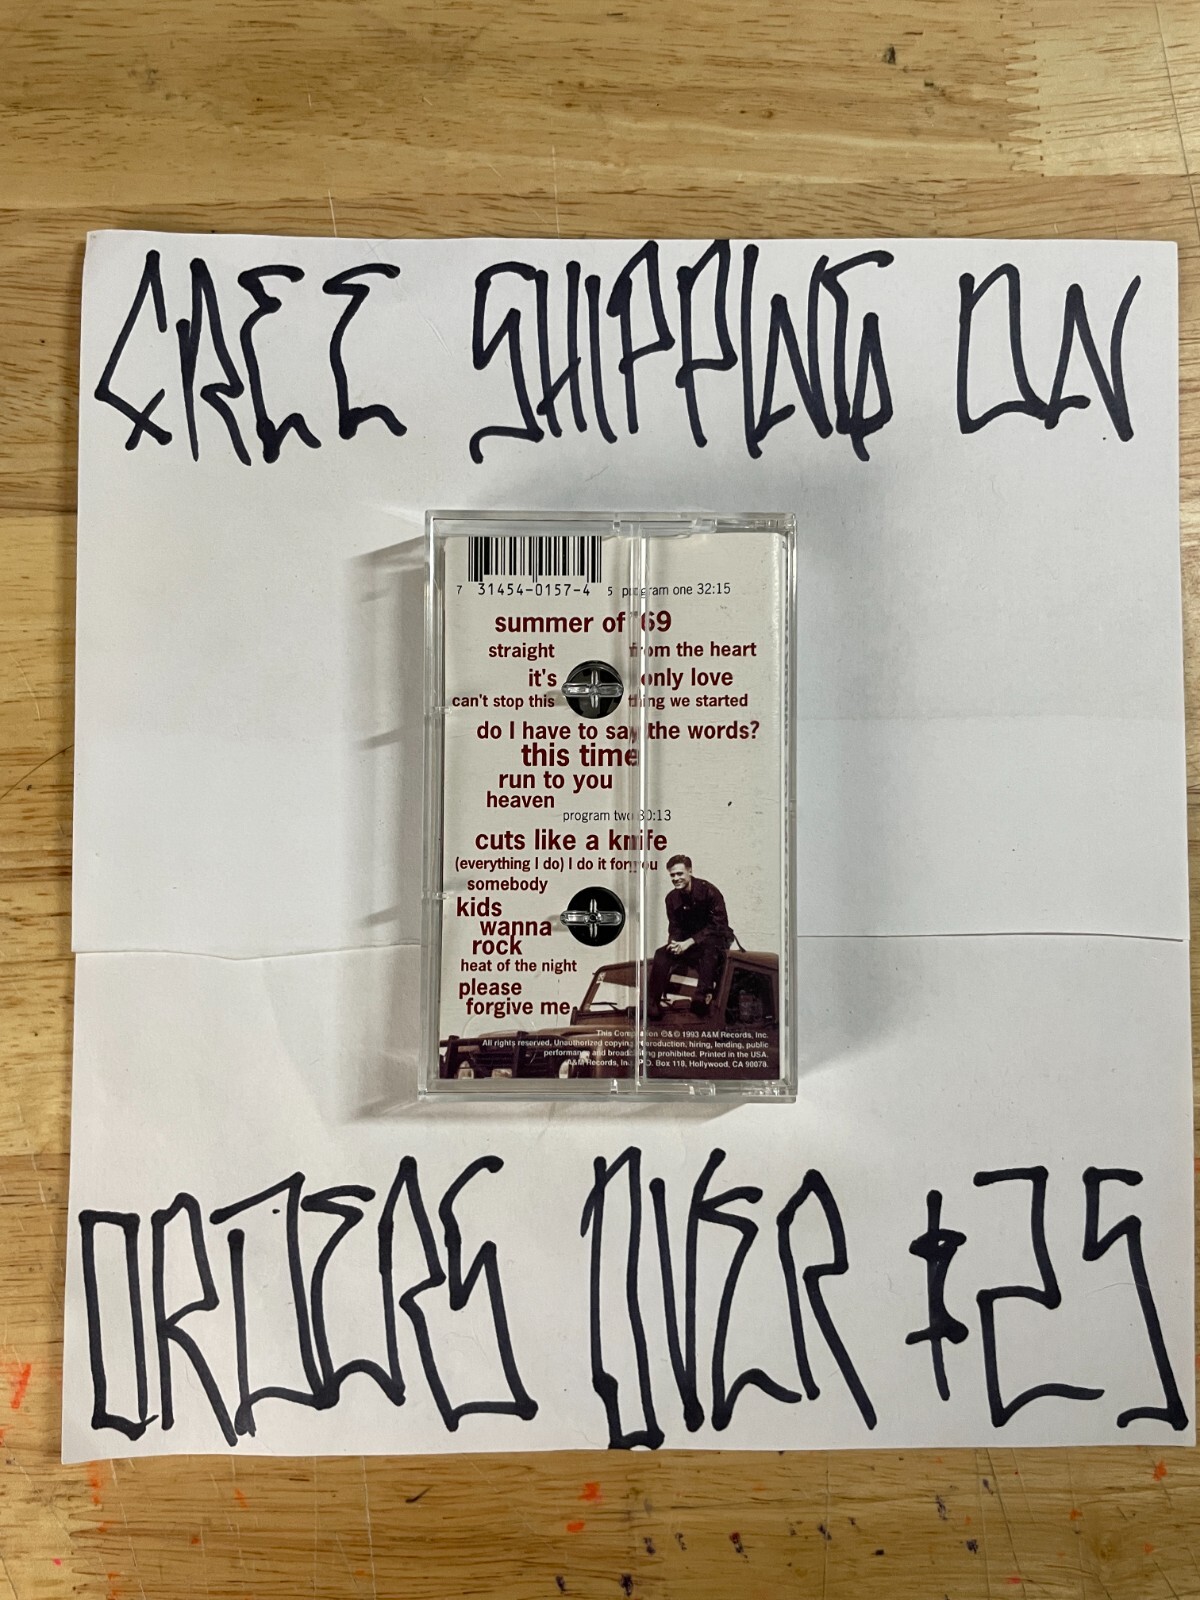 FREE SHIPPING ON
7 31454-0157-4 5 program one 32:15
summer of '69
straight from the heart
it's only love
can't stop this thing we started
do I have to say the words?
this time
run to you
heaven
program two 30:13
cuts like a knife
(everything I do) I do it for you
somebody
kids
wanna
rock
heat of the night
please
forgive me
This Compilation ℗&© 1993 A&M Records, Inc.
All rights reserved. Unauthorized copying, reproduction, hiring, lending, public
performance and broadcasting prohibited. Printed in the USA.
A&M Records, Inc. P.O. Box 118, Hollywood, CA 90078.
ORDERS OVER $25